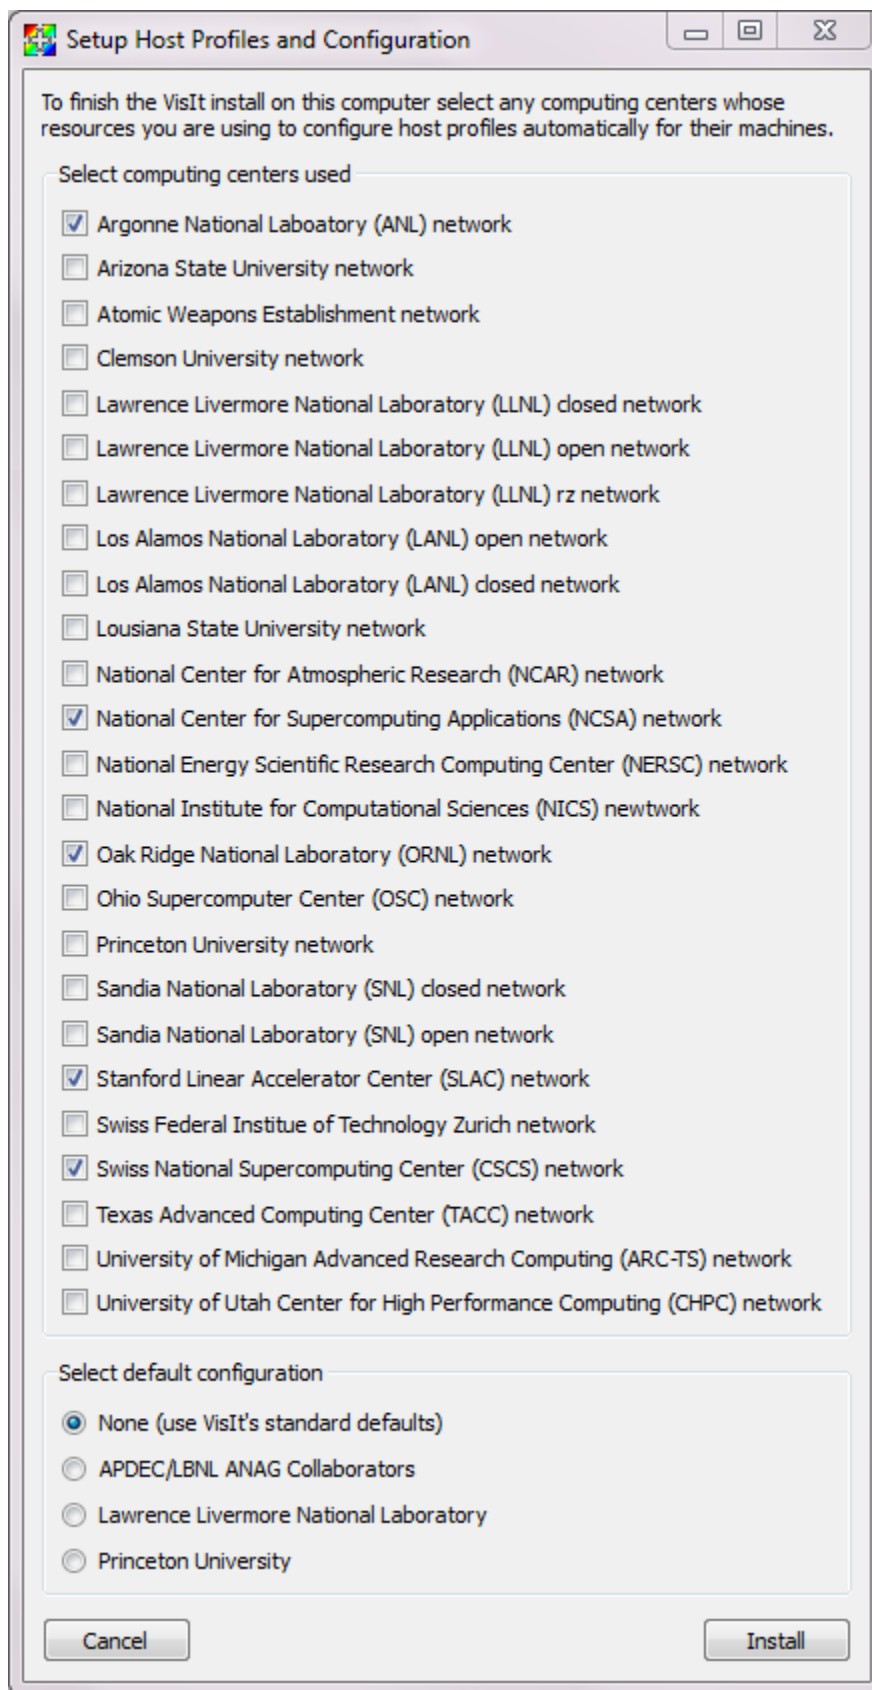 Setup Host Profiles and Configuration
To finish the VisIt install on this computer select any computing centers whose
resources you are using to configure host profiles automatically for their machines.
Select computing centers used
Argonne National Laboatory (ANL) network
Arizona State University network
Atomic Weapons Establishment network
Clemson University network
Lawrence Livermore National Laboratory (LLNL) closed network
Lawrence Livermore National Laboratory (LLNL) open network
Lawrence Livermore National Laboratory (LLNL) rz network
Los Alamos National Laboratory (LANL) open network
Los Alamos National Laboratory (LANL) closed network
Lousiana State University network
National Center for Atmospheric Research (NCAR) network
National Center for Supercomputing Applications (NCSA) network
National Energy Scientific Research Computing Center (NERSC) network
National Institute for Computational Sciences (NICS) newtwork
Oak Ridge National Laboratory (ORNL) network
Ohio Supercomputer Center (OSC) network
Princeton University network
Sandia National Laboratory (SNL) closed network
Sandia National Laboratory (SNL) open network
Stanford Linear Accelerator Center (SLAC) network
Swiss Federal Institue of Technology Zurich network
Swiss National Supercomputing Center (CSCS) network
Texas Advanced Computing Center (TACC) network
University of Michigan Advanced Research Computing (ARC-TS) network
University of Utah Center for High Performance Computing (CHPC) network
Select default configuration
None (use VisIt's standard defaults)
APDEC/LBNL ANAG Collaborators
Lawrence Livermore National Laboratory
Princeton University
Cancel
Install